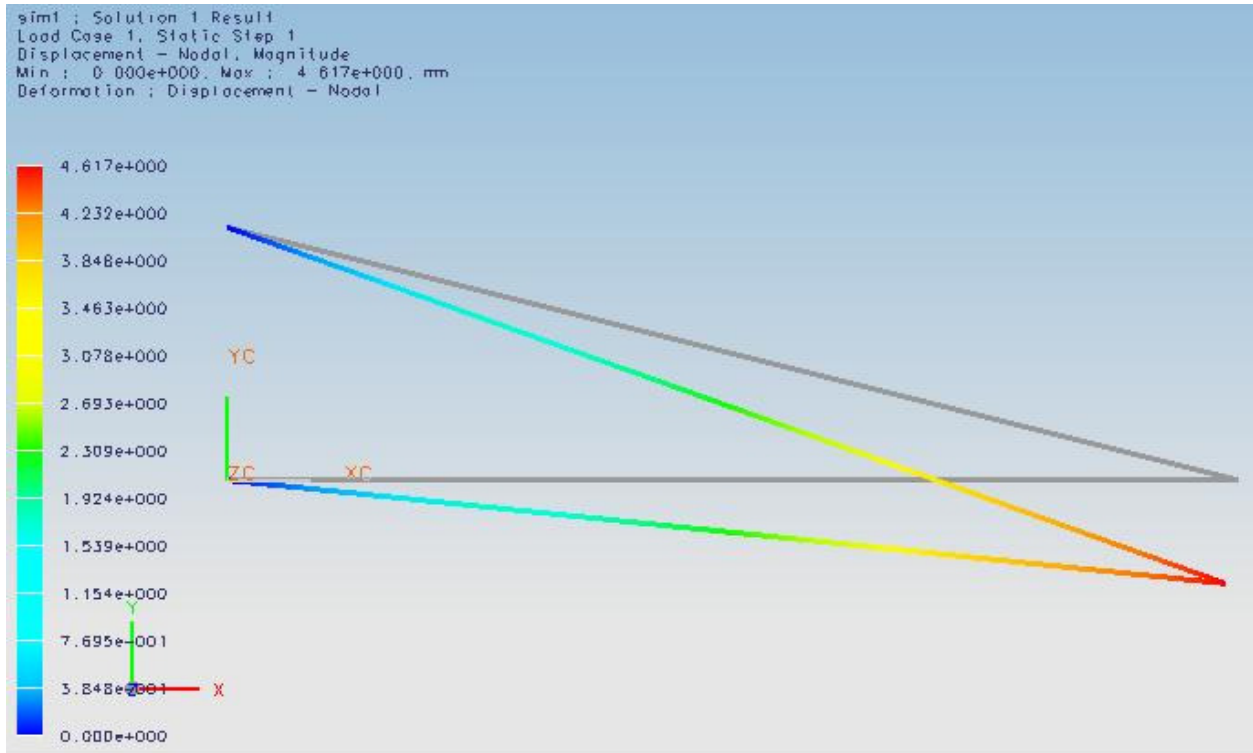 sim1 : Solution 1 Result
Load Case 1, Static Step 1
Displacement - Nodal, Magnitude
Min : 0.000e+000, Max : 4.617e+000, mm
Deformation : Displacement - Nodal
4.617e+000
4.232e+000
3.848e+000
3.463e+000
3.078e+000
2.693e+000
2.309e+000
1.924e+000
1.539e+000
1.154e+000
7.695e-001
3.848e-001
0.000e+000
YC
ZC XC
Y
Z X